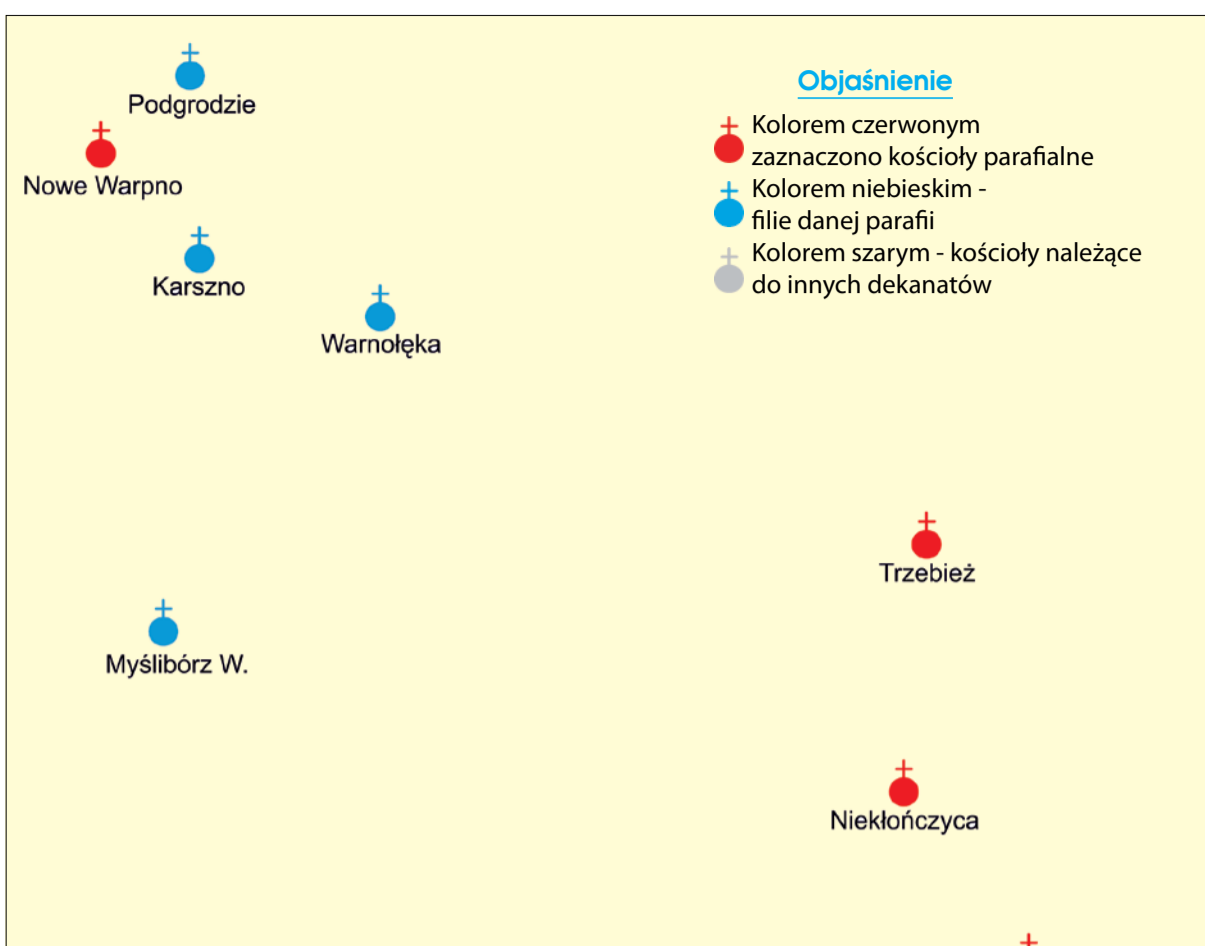 Podgrodzie
Nowe Warpno
Karszno
Warnołęka
Myślibórz W.
Objaśnienie
Kolorem czerwonym
zaznaczono kościoły parafialne
Kolorem niebieskim -
filie danej parafii
Kolorem szarym - kościoły należące
do innych dekanatów
Trzebież
Niekłończyca